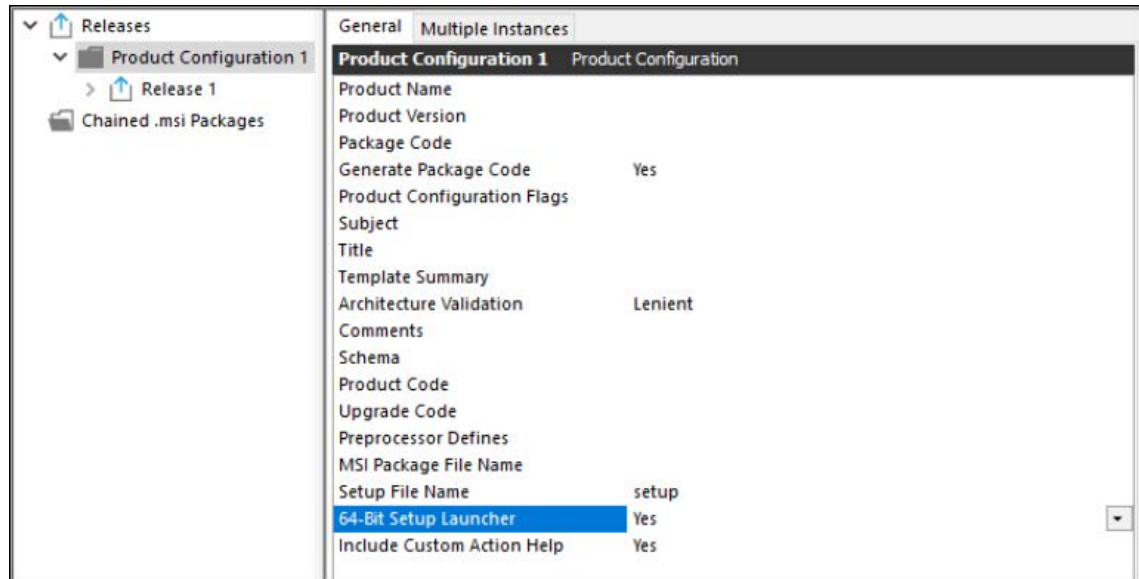 Releases
Product Configuration 1
Release 1
Chained .msi Packages
General Multiple Instances
Product Configuration 1 Product Configuration
Product Name
Product Version
Package Code
Generate Package Code Yes
Product Configuration Flags
Subject
Title
Template Summary
Architecture Validation Lenient
Comments
Schema
Product Code
Upgrade Code
Preprocessor Defines
MSI Package File Name
Setup File Name setup
64-Bit Setup Launcher Yes
Include Custom Action Help Yes